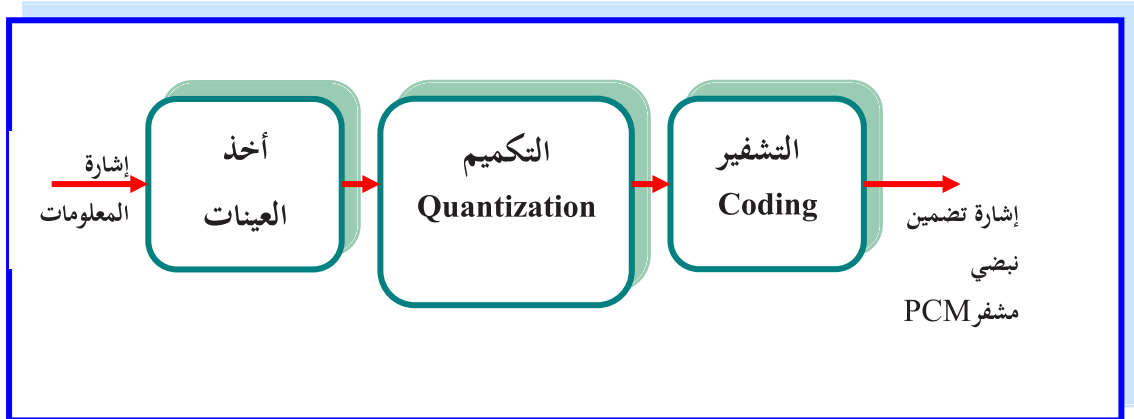 إشارة
المعلومات
أخذ
العينات
التكميم
Quantization
التشفير
Coding
إشارة تضمين
نبضي
مشفر PCM